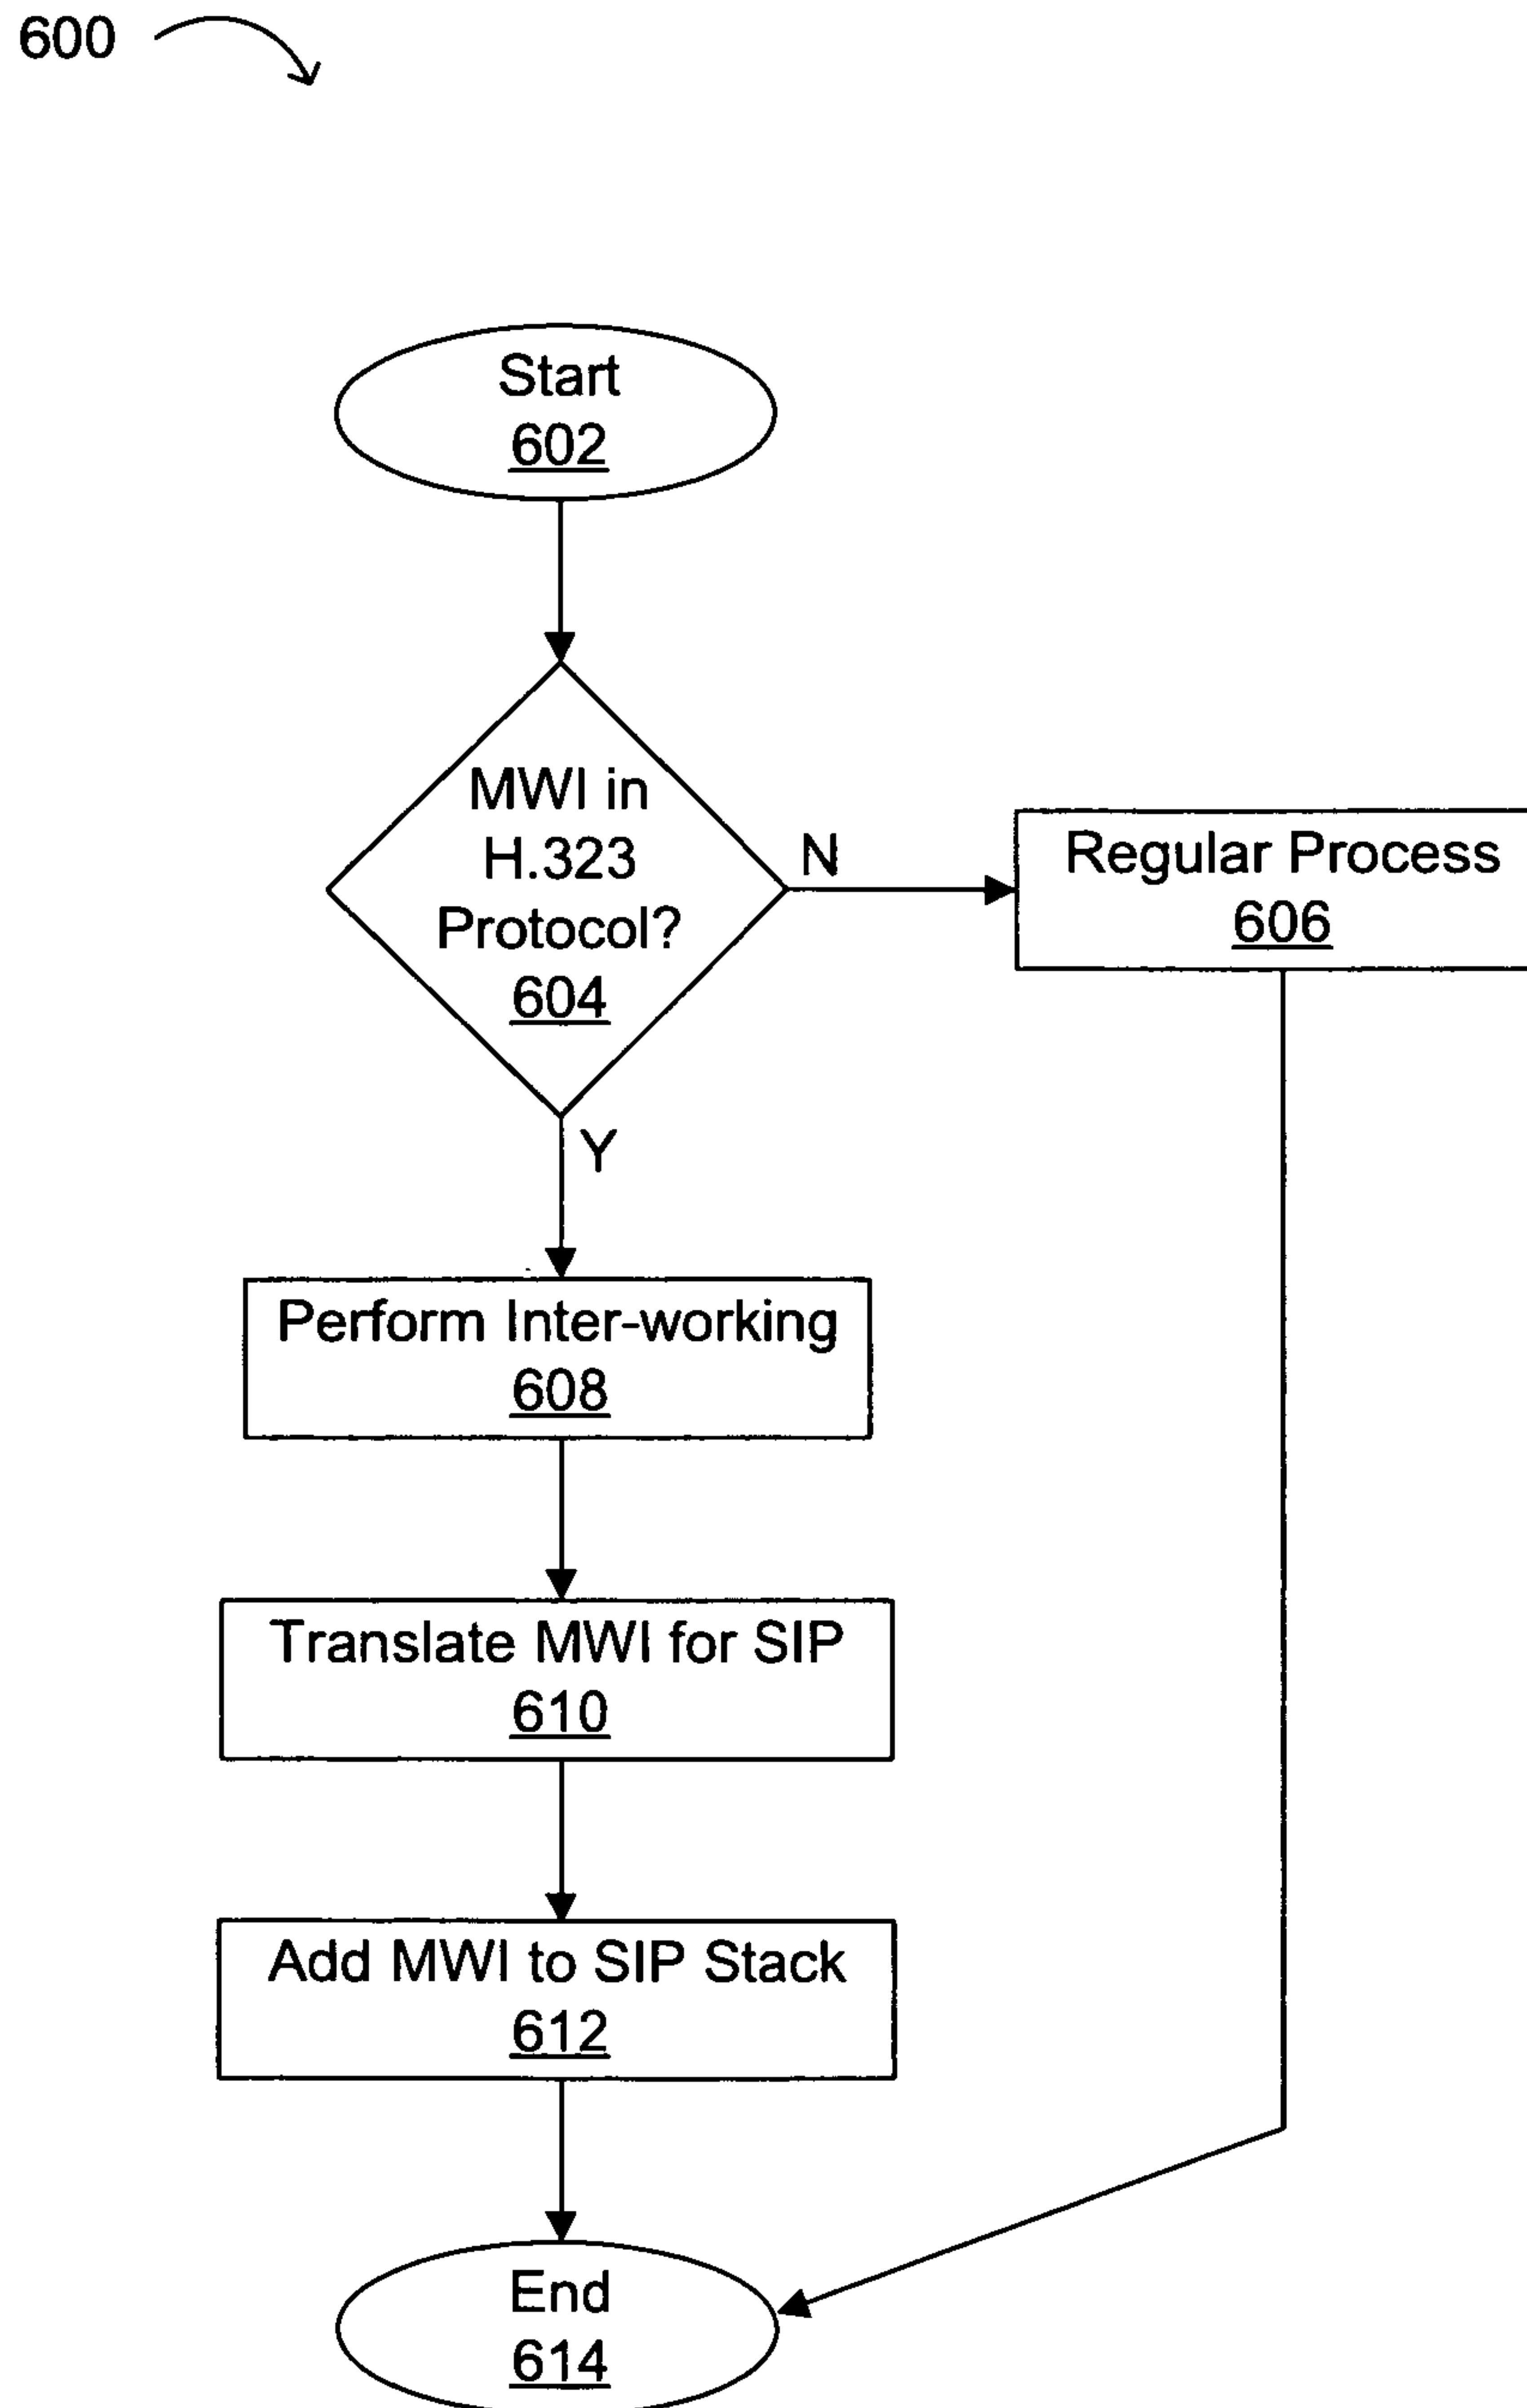 600
Start
602
MWI in
H.323
Protocol?
604
N
Regular Process
606
Y
Perform Inter-working
608
Translate MWI for SIP
610
Add MWI to SIP Stack
612
End
614